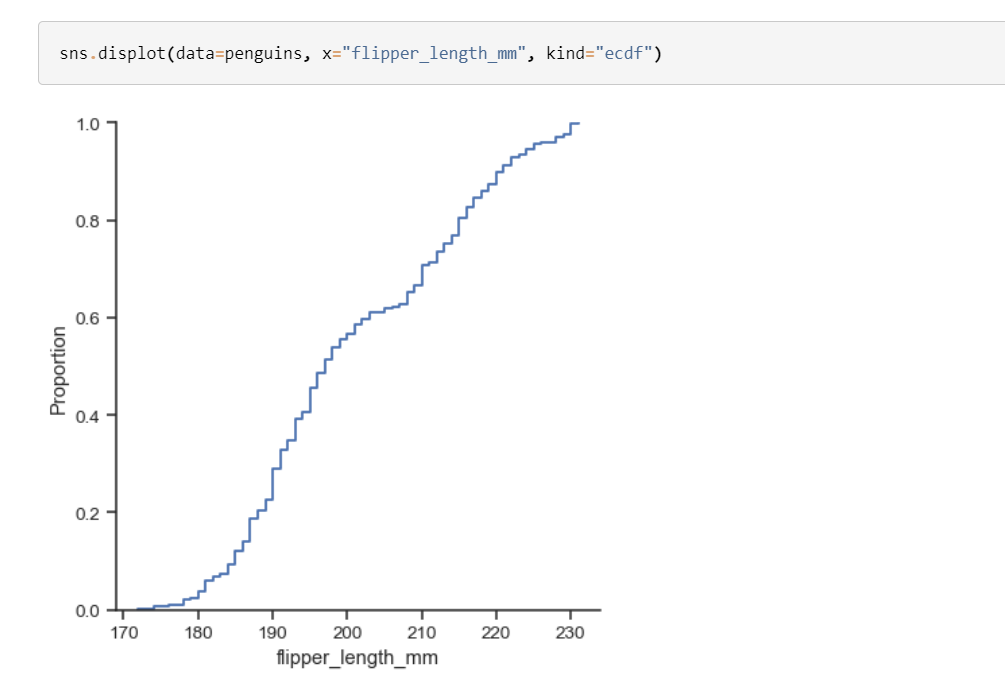 sns.displot(data=penguins, x="flipper_length_mm", kind="ecdf")
1.0
0.8
0.6
0.4
0.2
0.0
Proportion
170 180 190 200 210 220 230
flipper_length_mm